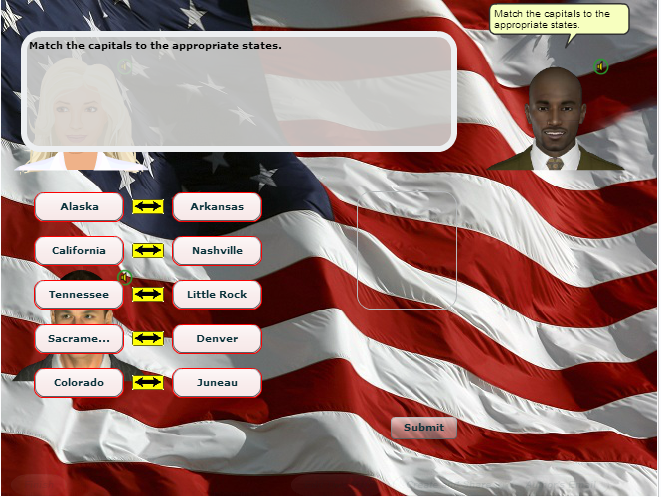 Match the capitals to the
appropriate states.
Match the capitals to the appropriate states.
Alaska
Arkansas
California
Nashville
Tennessee
Little Rock
Sacrame...
Denver
Colorado
Juneau
Submit